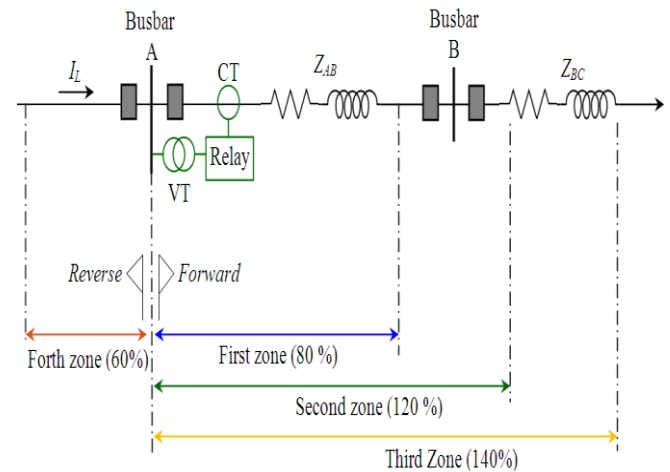 Busbar
A
Busbar
B
I_L
CT
Z_AB
Z_BC
Relay
VT
Reverse
Forward
Forth zone (60%)
First zone (80 %)
Second zone (120 %)
Third Zone (140%)